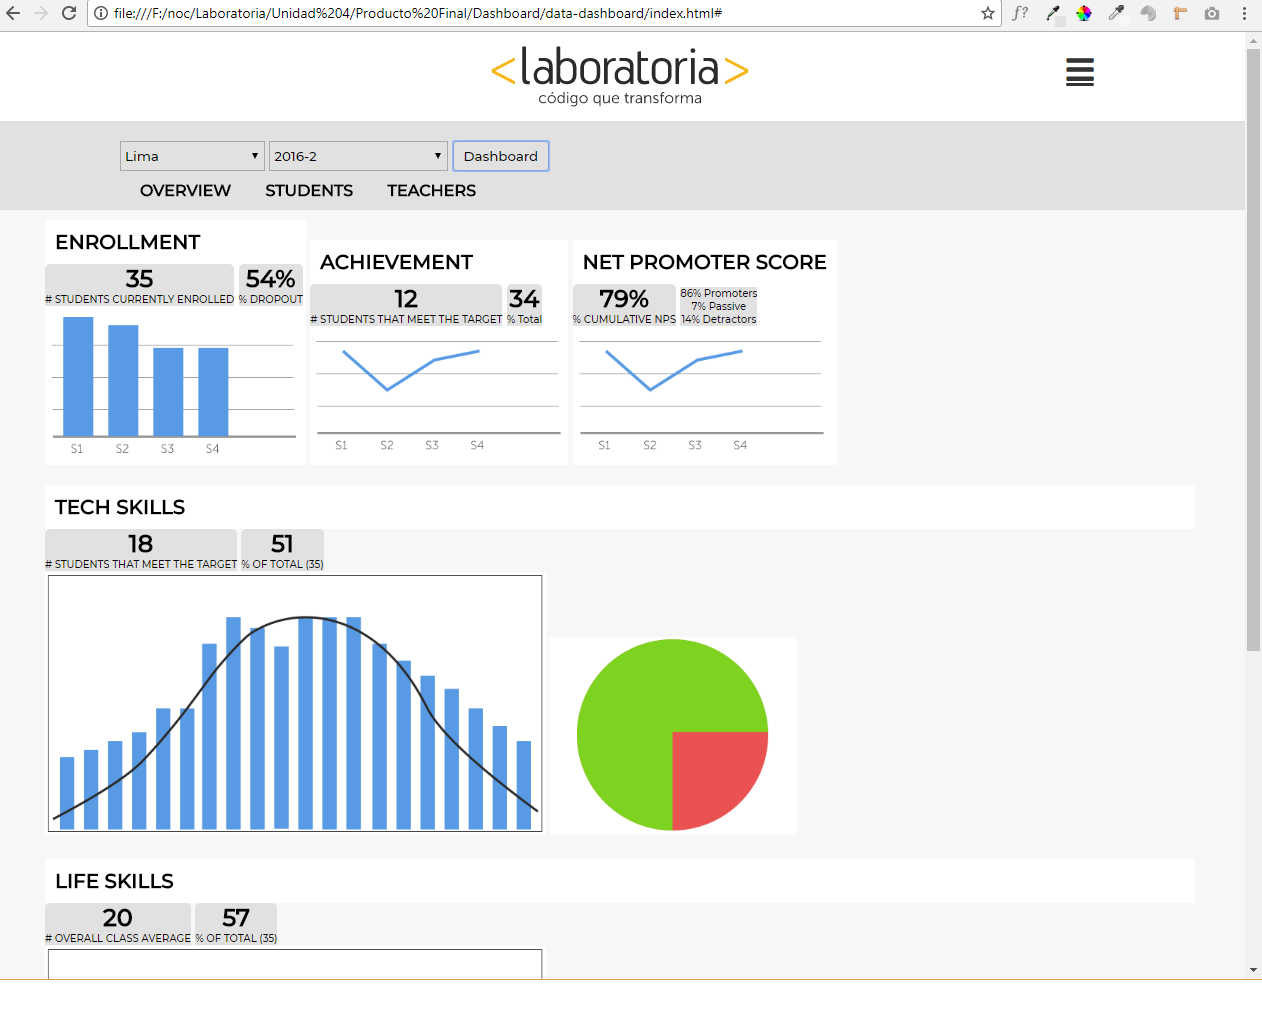 file:///F:/noc/Laboratoria/Unidad%204/Producto%20Final/Dashboard/data-dashboard/index.html#
f?
<laboratoria>
código que transforma
Lima 2016-2 Dashboard
OVERVIEW STUDENTS TEACHERS
ENROLLMENT
35 54%
# STUDENTS CURRENTLY ENROLLED % DROPOUT
S1 S2 S3 S4
ACHIEVEMENT
12 34
# STUDENTS THAT MEET THE TARGET % Total
S1 S2 S3 S4
NET PROMOTER SCORE
79%
% CUMULATIVE NPS
86% Promoters
7% Passive
14% Detractors
S1 S2 S3 S4
TECH SKILLS
18 51
# STUDENTS THAT MEET THE TARGET % OF TOTAL (35)
LIFE SKILLS
20 57
# OVERALL CLASS AVERAGE % OF TOTAL (35)